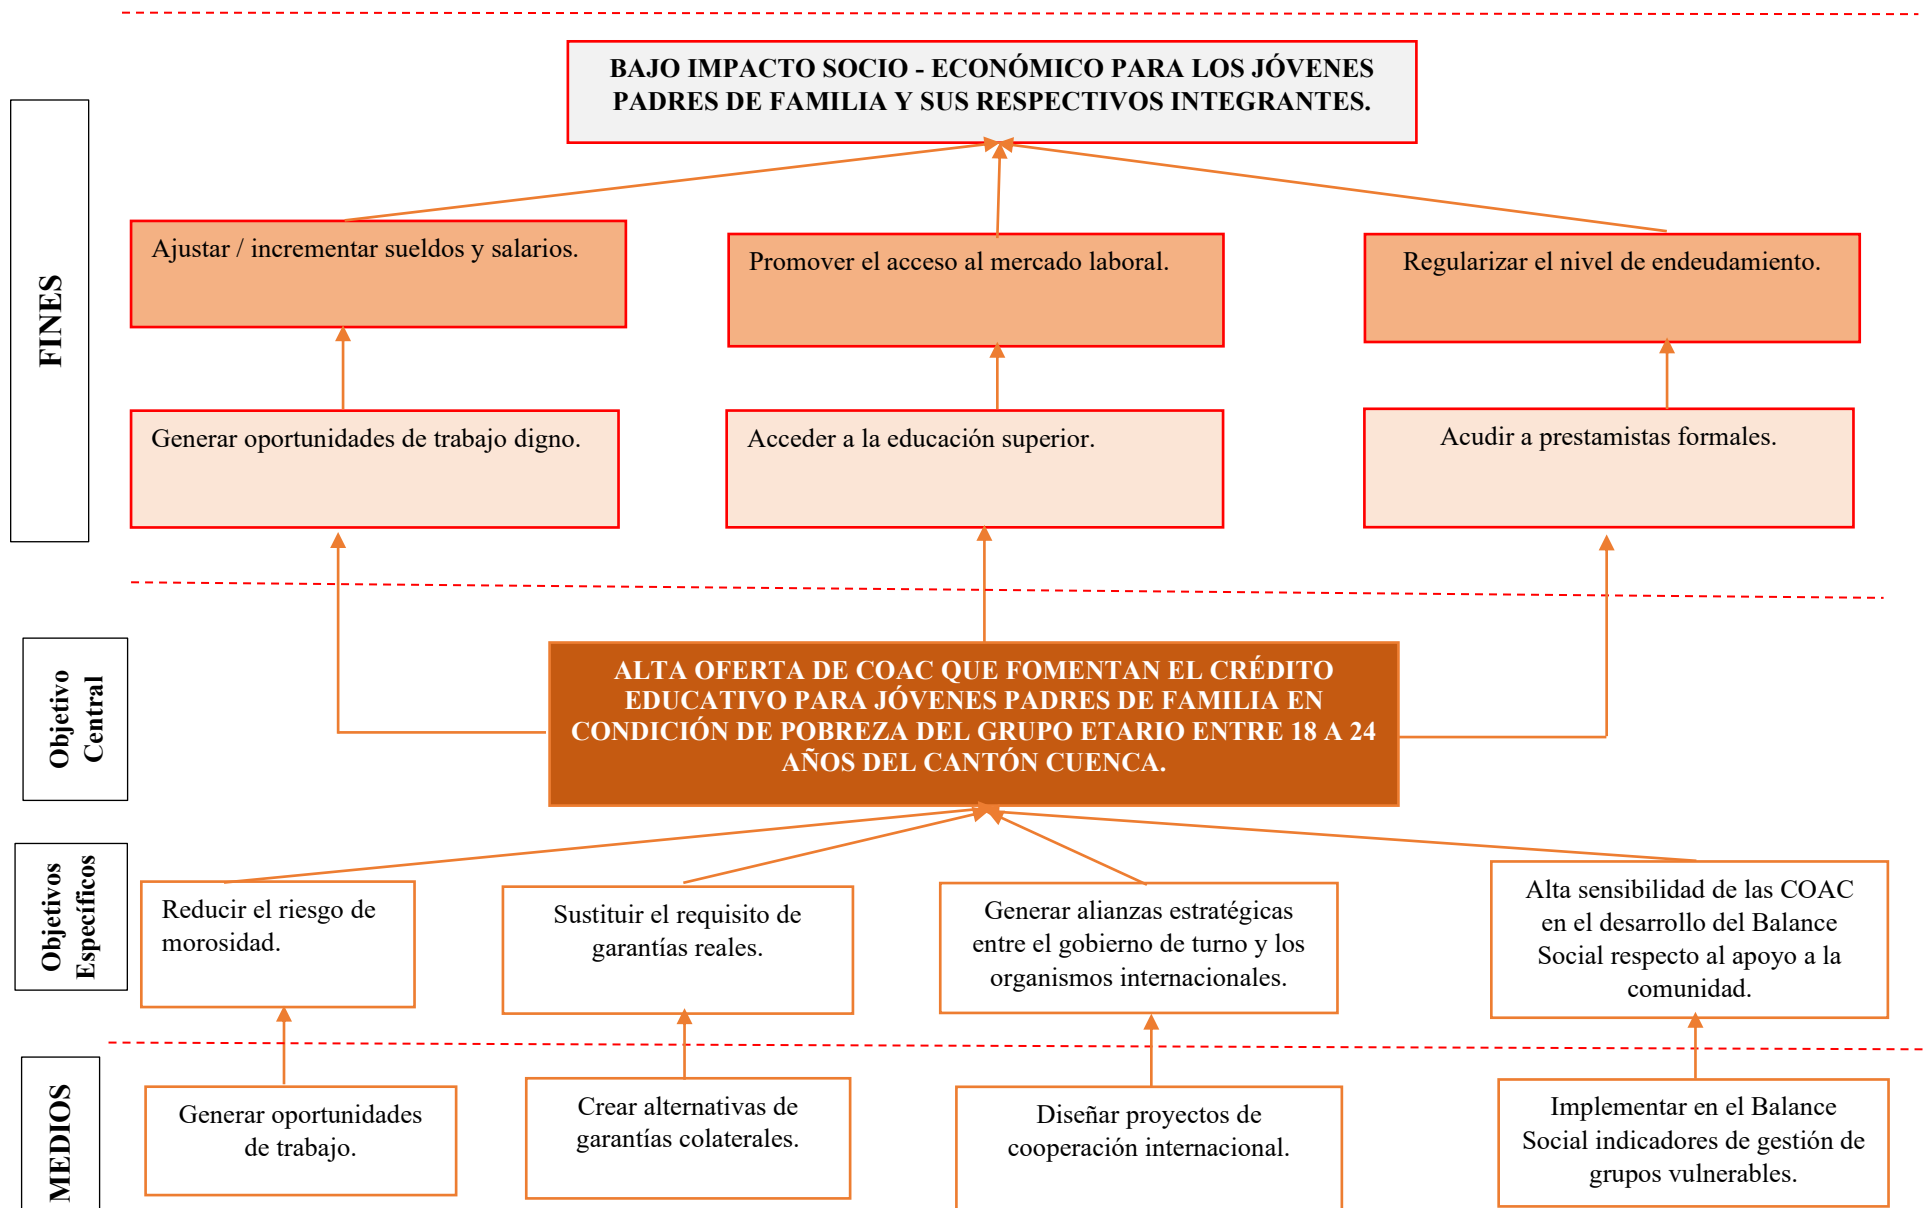 BAJO IMPACTO SOCIO - ECONÓMICO PARA LOS JÓVENES
PADRES DE FAMILIA Y SUS RESPECTIVOS INTEGRANTES.
FINES
Ajustar / incrementar sueldos y salarios.
Promover el acceso al mercado laboral.
Regularizar el nivel de endeudamiento.
Generar oportunidades de trabajo digno.
Acceder a la educación superior.
Acudir a prestamistas formales.
Objetivo
Central
ALTA OFERTA DE COAC QUE FOMENTAN EL CRÉDITO
EDUCATIVO PARA JÓVENES PADRES DE FAMILIA EN
CONDICIÓN DE POBREZA DEL GRUPO ETARIO ENTRE 18 A 24
AÑOS DEL CANTÓN CUENCA.
Objetivos
Específicos
Reducir el riesgo de
morosidad.
Sustituir el requisito de
garantías reales.
Generar alianzas estratégicas
entre el gobierno de turno y los
organismos internacionales.
Alta sensibilidad de las COAC
en el desarrollo del Balance
Social respecto al apoyo a la
comunidad.
MEDIOS
Generar oportunidades
de trabajo.
Crear alternativas de
garantías colaterales.
Diseñar proyectos de
cooperación internacional.
Implementar en el Balance
Social indicadores de gestión de
grupos vulnerables.